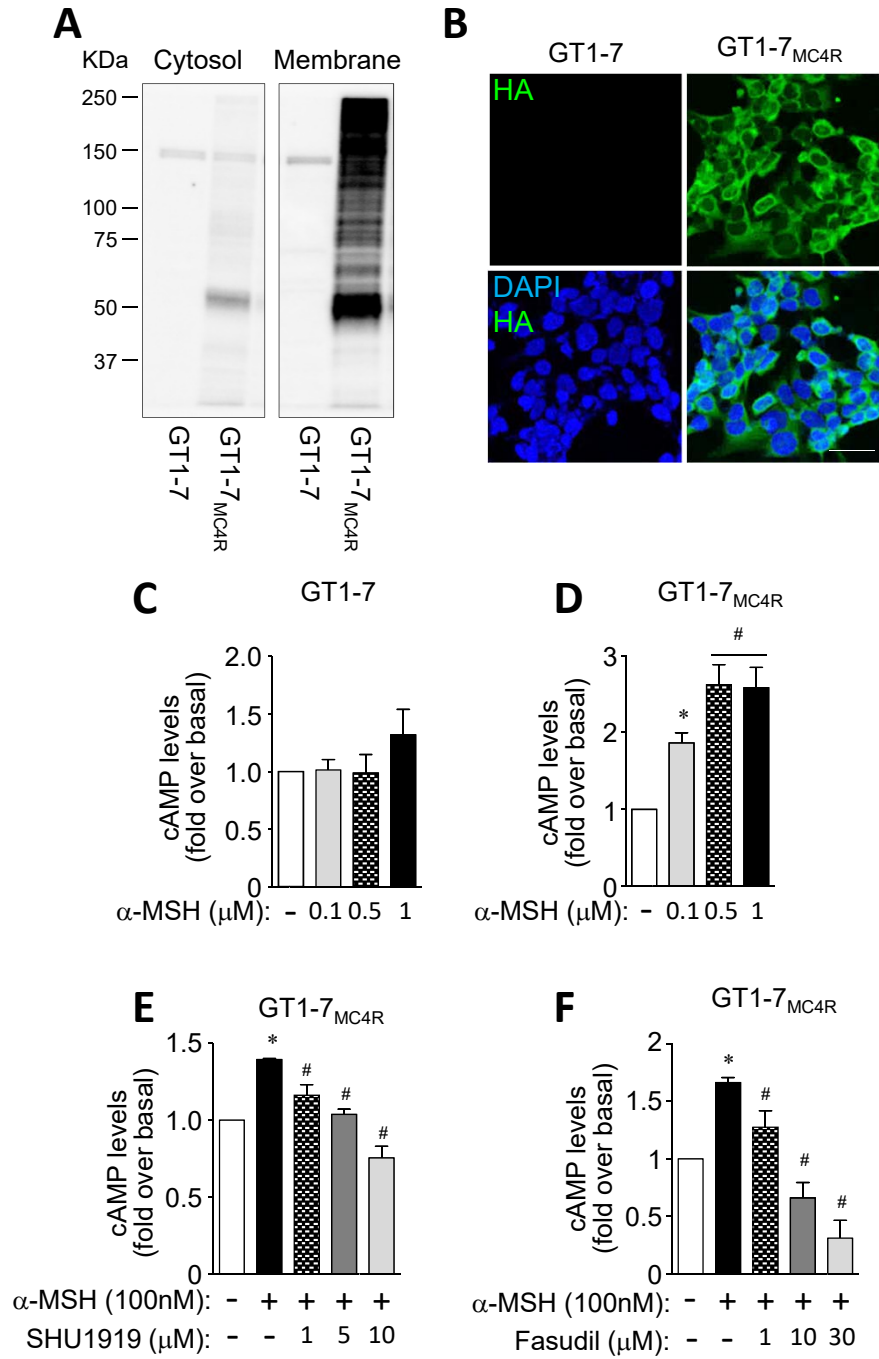 A
KDa Cytosol Membrane
250
150
100
75
50
37
GT1-7
GT1-7MC4R
GT1-7
GT1-7MC4R
B
GT1-7 GT1-7MC4R
HA
DAPI
HA
C
GT1-7
cAMP levels
(fold over basal)
2.0
1.5
1.0
0.5
0
α-MSH (μM): - 0.1 0.5 1
D
GT1-7MC4R
cAMP levels
(fold over basal)
3
2
1
0
*
#
α-MSH (μM): - 0.1 0.5 1
E
GT1-7MC4R
cAMP levels
(fold over basal)
1.5
1.0
0.5
0
* # # #
α-MSH (100nM): - + + + +
SHU1919 (μM): - - 1 5 10
F
GT1-7MC4R
cAMP levels
(fold over basal)
2
1.5
1
0.5
0
* # # #
α-MSH (100nM): - + + + +
Fasudil (μM): - - 1 10 30